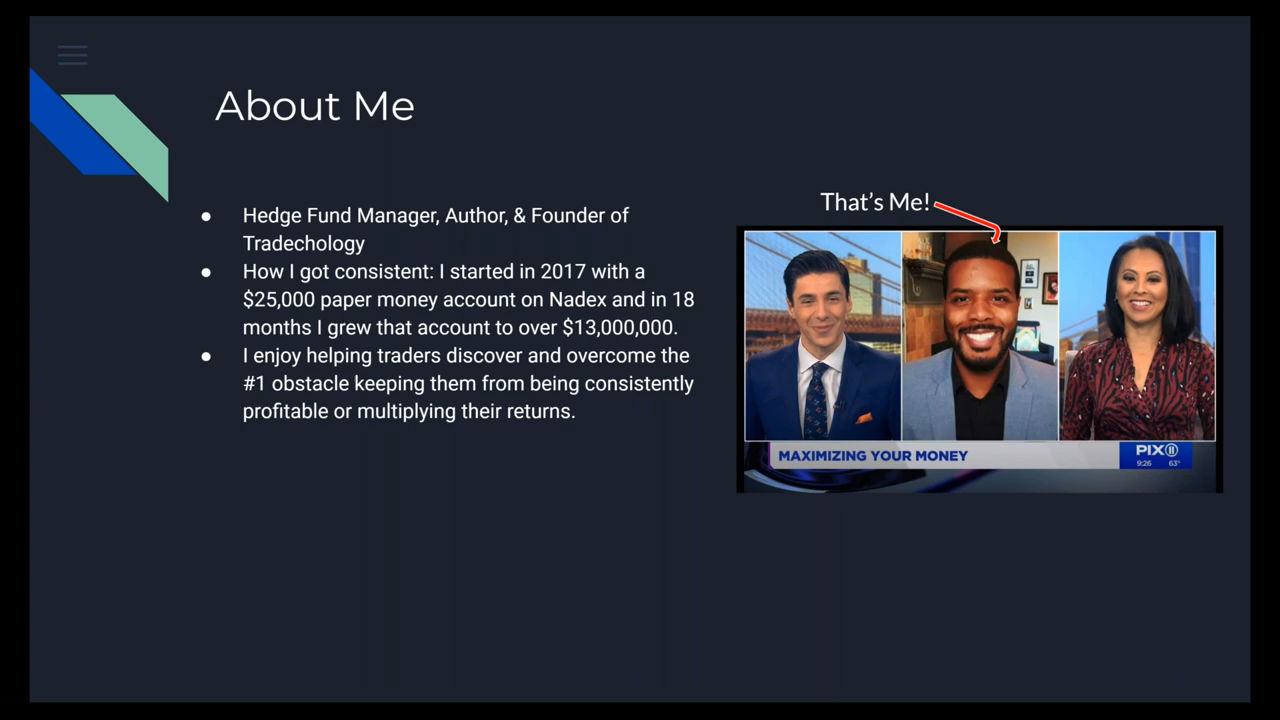 About Me
● Hedge Fund Manager, Author, & Founder of
Tradechology
● How I got consistent: I started in 2017 with a
$25,000 paper money account on Nadex and in 18
months I grew that account to over $13,000,000.
● I enjoy helping traders discover and overcome the
#1 obstacle keeping them from being consistently
profitable or multiplying their returns.
That's Me!
MAXIMIZING YOUR MONEY
PIX11
9:26 63°